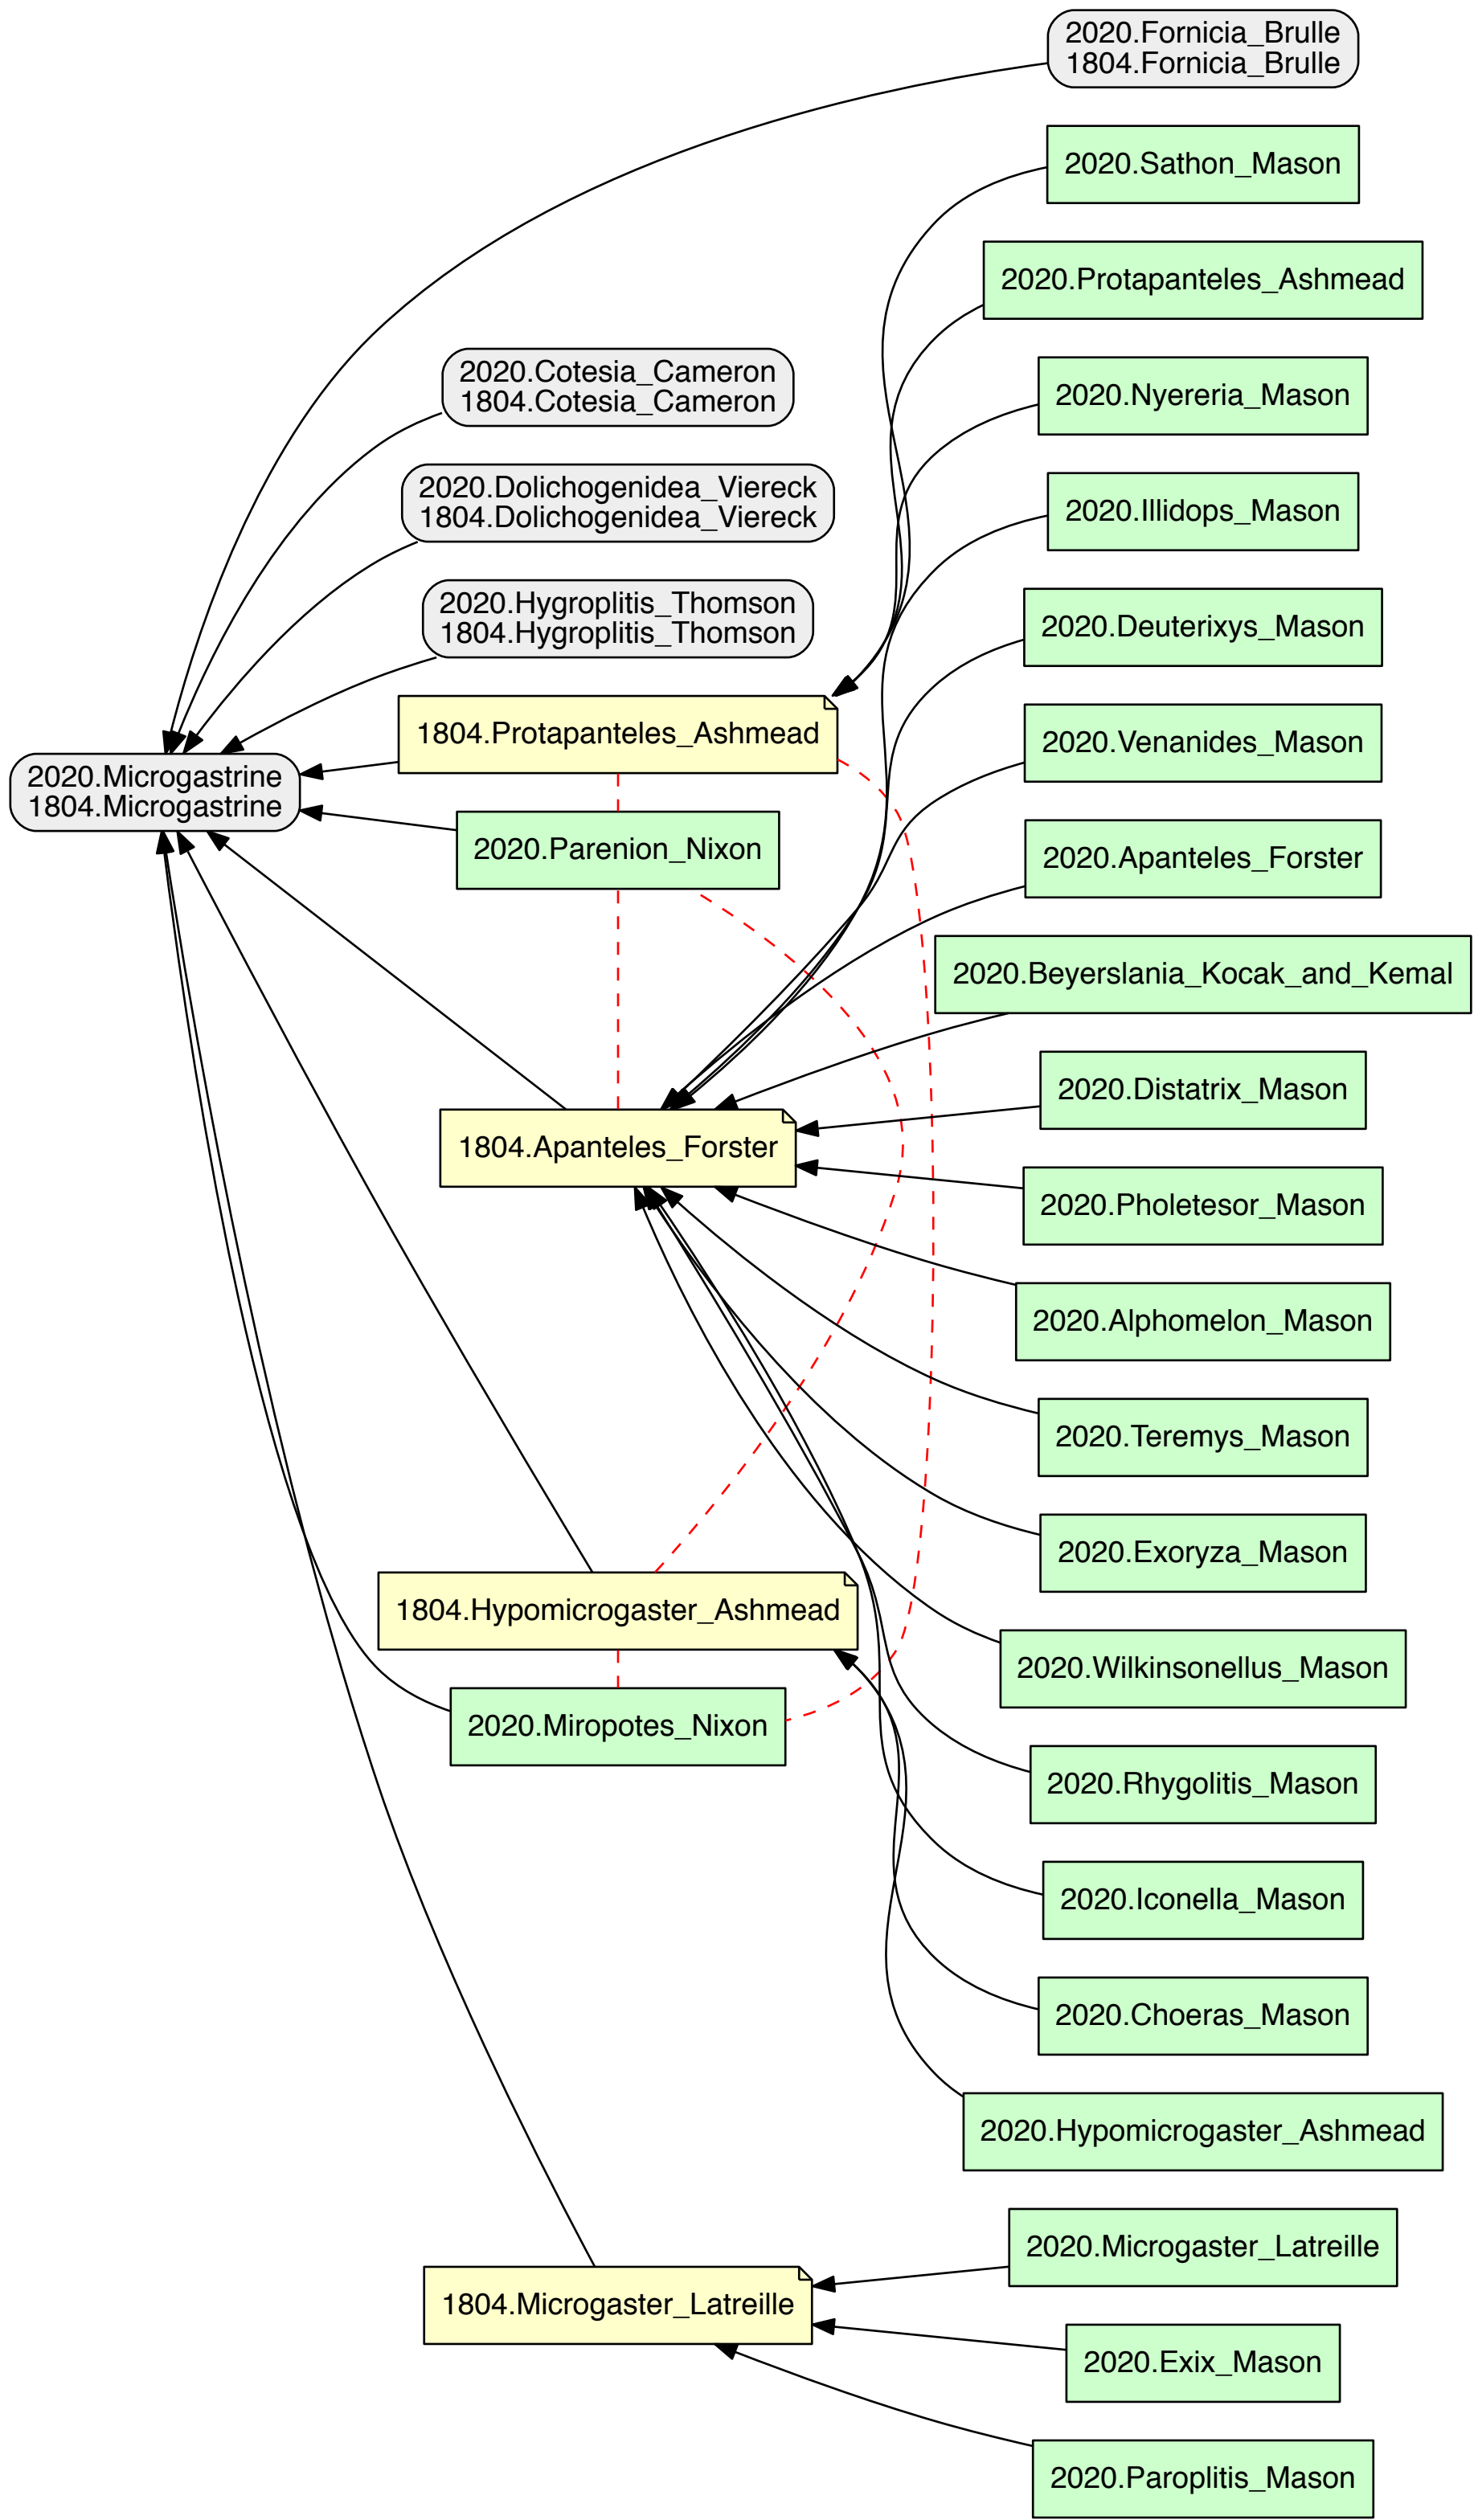 2020.Fornicia_Brulle
1804.Fornicia_Brulle
2020.Sathon_Mason
2020.Protapanteles_Ashmead
2020.Cotesia_Cameron
1804.Cotesia_Cameron
2020.Nyereria_Mason
2020.Dolichogenidea_Viereck
1804.Dolichogenidea_Viereck
2020.Illidops_Mason
2020.Hygroplitis_Thomson
1804.Hygroplitis_Thomson
2020.Deuterixys_Mason
1804.Protapanteles_Ashmead
2020.Venanides_Mason
2020.Microgastrine
1804.Microgastrine
2020.Parenion_Nixon
2020.Apanteles_Forster
2020.Beyerslania_Kocak_and_Kemal
2020.Distatrix_Mason
1804.Apanteles_Forster
2020.Pholetesor_Mason
2020.Alphomelon_Mason
2020.Teremys_Mason
2020.Exoryza_Mason
1804.Hypomicrogaster_Ashmead
2020.Wilkinsonellus_Mason
2020.Miropotes_Nixon
2020.Rhygolitis_Mason
2020.Iconella_Mason
2020.Choeras_Mason
2020.Hypomicrogaster_Ashmead
2020.Microgaster_Latreille
1804.Microgaster_Latreille
2020.Exix_Mason
2020.Paroplitis_Mason